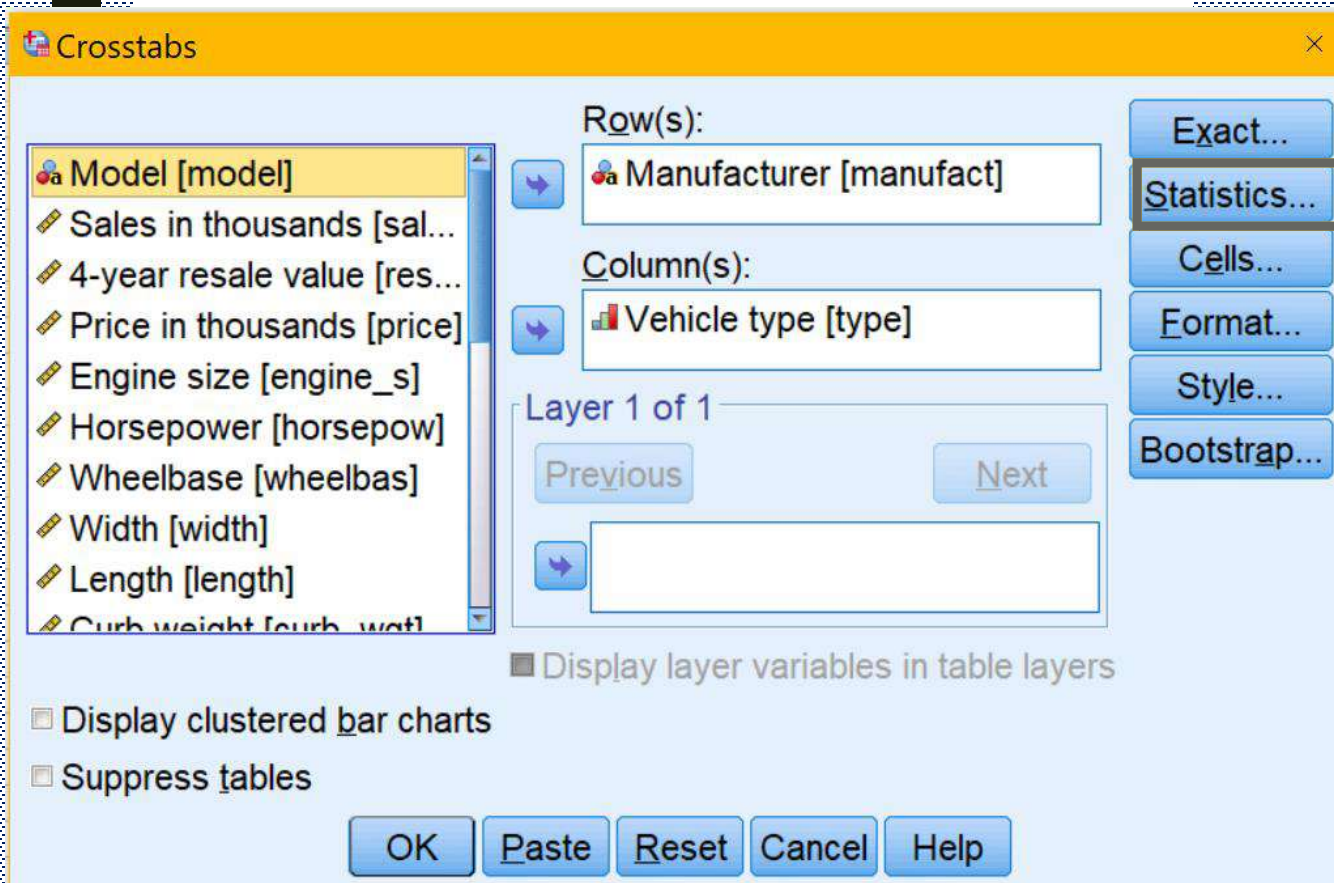 Crosstabs
Model [model]
Sales in thousands [sal...
4-year resale value [res...
Price in thousands [price]
Engine size [engine_s]
Horsepower [horsepow]
Wheelbase [wheelbas]
Width [width]
Length [length]
Curb weight [curb_wgt]
Row(s):
Manufacturer [manufact]
Column(s):
Vehicle type [type]
Layer 1 of 1
Previous
Next
Display layer variables in table layers
Exact...
Statistics...
Cells...
Format...
Style...
Bootstrap...
Display clustered bar charts
Suppress tables
OK
Paste
Reset
Cancel
Help